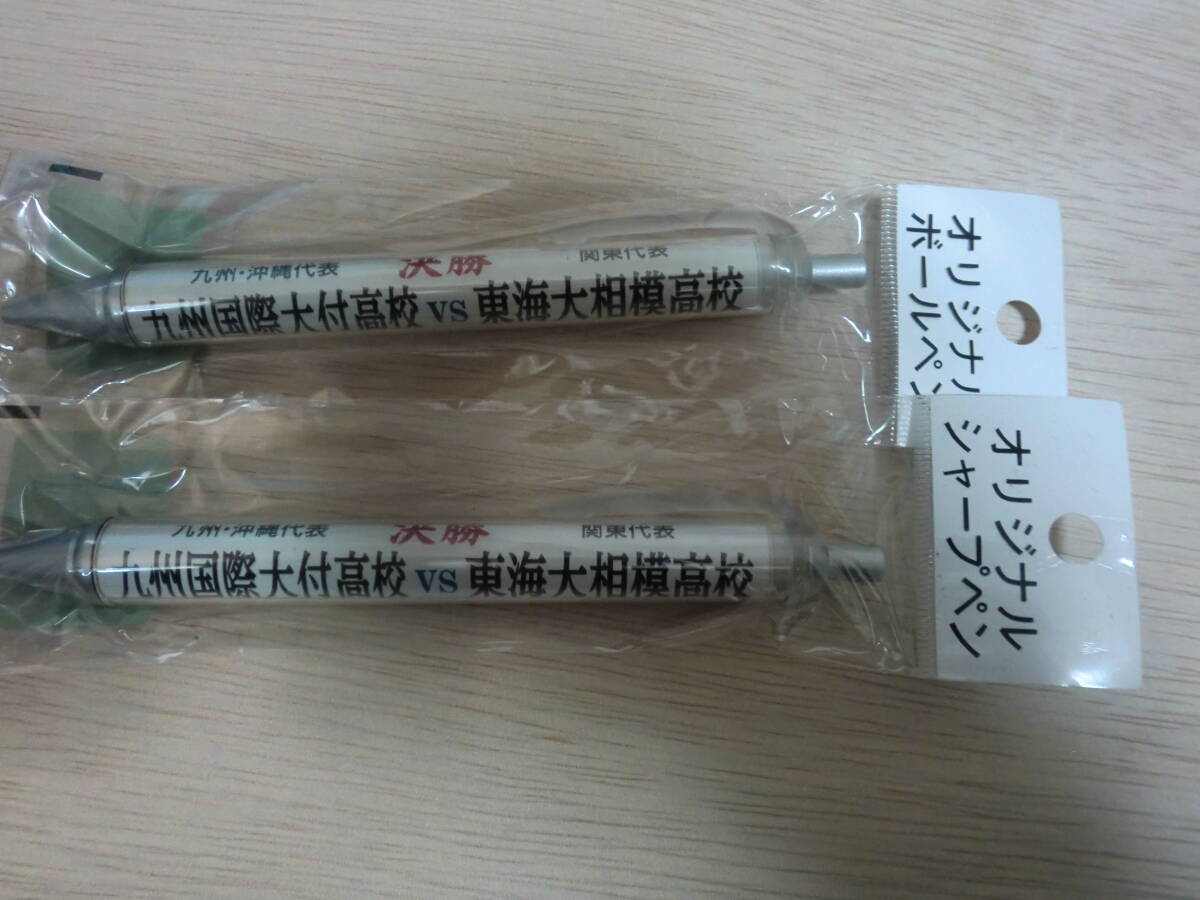 九州・沖縄代表 決勝 関東代表
九州国際大付高校 vs 東海大相模高校
オリジナル
ボールペン
九州・沖縄代表 決勝 関東代表
九州国際大付高校 vs 東海大相模高校
オリジナル
シャープペン